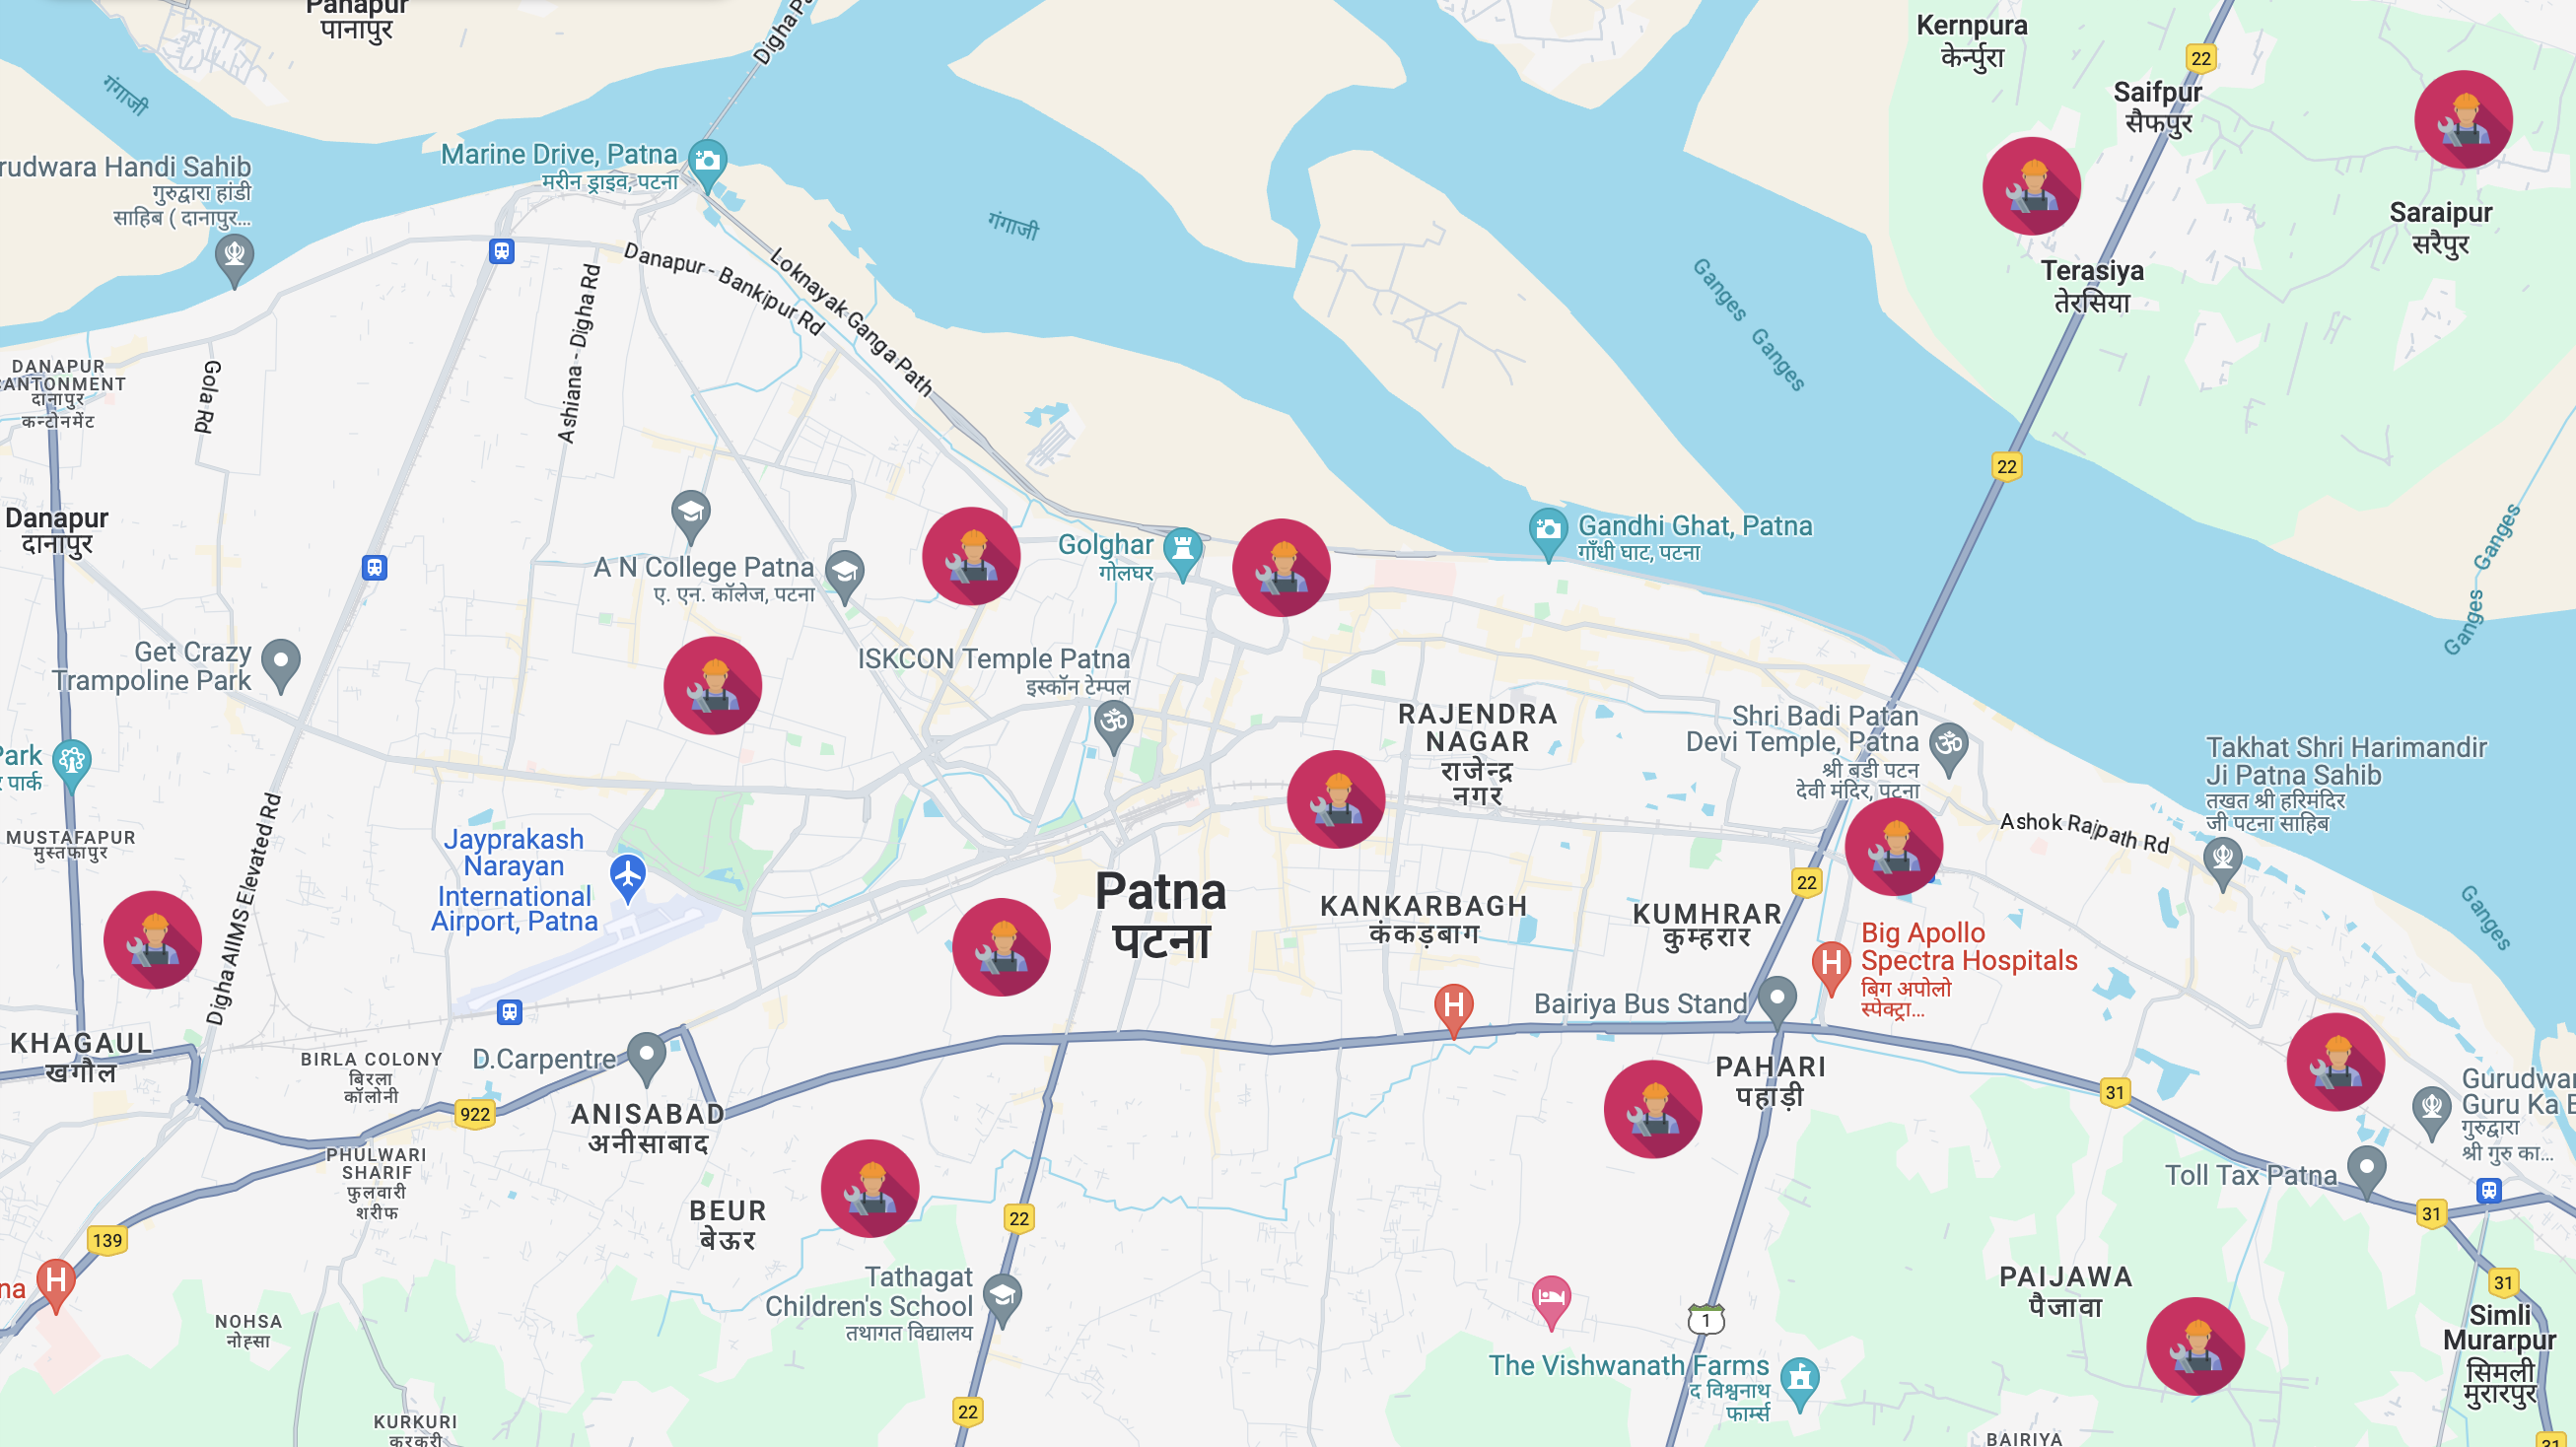 Panapur
पानापुर
Digha
गंगाजी
Kernpura
केर्न्पुरा
22
Saifpur
सैफपुर
Marine Drive, Patna
मरीन ड्राइव, पटना
rudwara Handi Sahib
गुरुद्वारा हांडी
साहिब ( दानापुर...
Saraipur
सरैपुर
गंगाजी
Terasiya
तेरसिया
Danapur - Bankipur Rd
Loknayak Ganga Path
Ashiana - Digha Rd
Gola Rd
Ganges
Ganges
DANAPUR
ANTONMENT
दानापुर
कन्टोनमेंट
22
Danapur
दानापुर
A N College Patna
ए. एन. कॉलेज, पटना
Golghar
गोलघर
Gandhi Ghat, Patna
गाँधी घाट, पटना
Ganges
Ganges
Get Crazy
Trampoline Park
ISKCON Temple Patna
इस्कॉन टेम्पल
RAJENDRA
NAGAR
राजेन्द्र
नगर
Shri Badi Patan
Devi Temple, Patna
श्री बडी पटन
देवी मंदिर, पटना
Takhat Shri Harimandir
Ji Patna Sahib
तखत श्री हरिमंदिर
जी पटना साहिब
Park
पार्क
MUSTAFAPUR
मुस्तफापुर
Digha AIIMS Elevated Rd
Jayprakash
Narayan
International
Airport, Patna
Ashok Rajpath Rd
Patna
पटना
KANKARBAGH
कंकड़बाग
KUMHRAR
कुम्हरार
22
Big Apollo
Spectra Hospitals
बिग अपोलो
स्पेक्ट्रा...
Ganges
H
H
Bairiya Bus Stand
KHAGAUL
खगौल
BIRLA COLONY
बिरला
कॉलोनी
D.Carpentre
922
ANISABAD
अनीसाबाद
PAHARI
पहाड़ी
31
Gurudwar
Guru Ka B
गुरुद्वारा
श्री गुरु का...
PHULWARI
SHARIF
फुलवारी
शरीफ
Toll Tax Patna
31
BEUR
बेऊर
22
139
na
H
Tathagat
Children's School
तथागत विद्यालय
PAIJAWA
पैजावा
31
NOHSA
नोह्सा
1
Simli
Murarpur
सिमली
मुरारपुर
The Vishwanath Farms
द विश्वनाथ
फार्म्स
22
KURKURI
करकरी
BAIRIYA
31